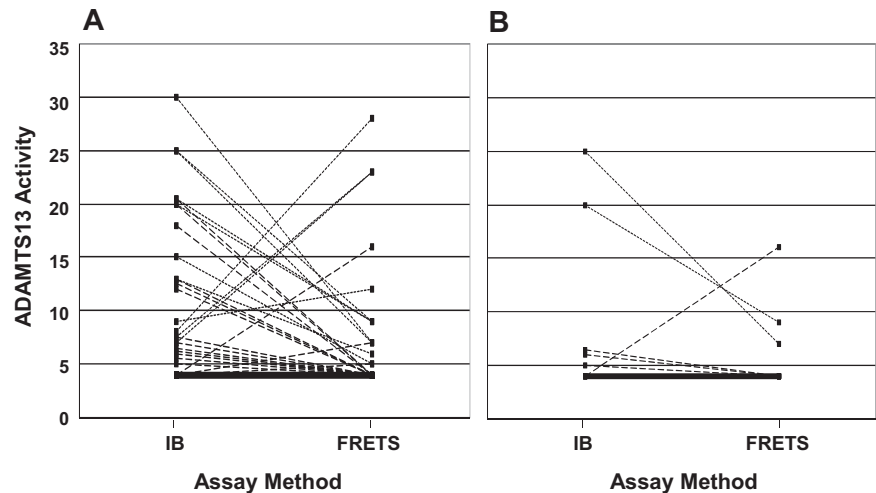 A
B
ADAMTS13 Activity
35
30
25
20
15
10
5
0
IB
FRETS
IB
FRETS
Assay Method
Assay Method